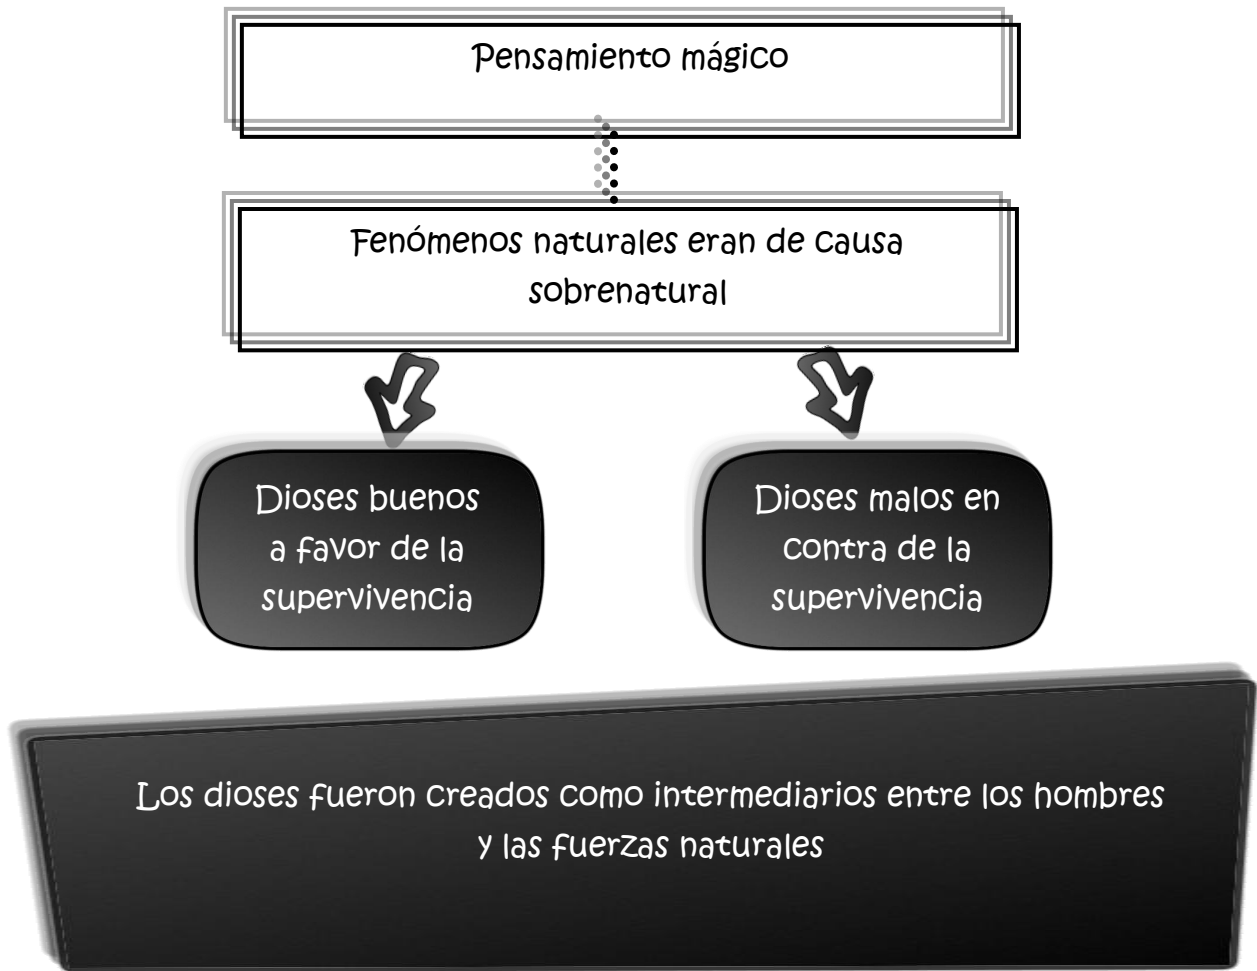 Pensamiento mágico
Fenómenos naturales eran de causa
sobrenatural
Dioses buenos
a favor de la
supervivencia
Dioses malos en
contra de la
supervivencia
Los dioses fueron creados como intermediarios entre los hombres
y las fuerzas naturales